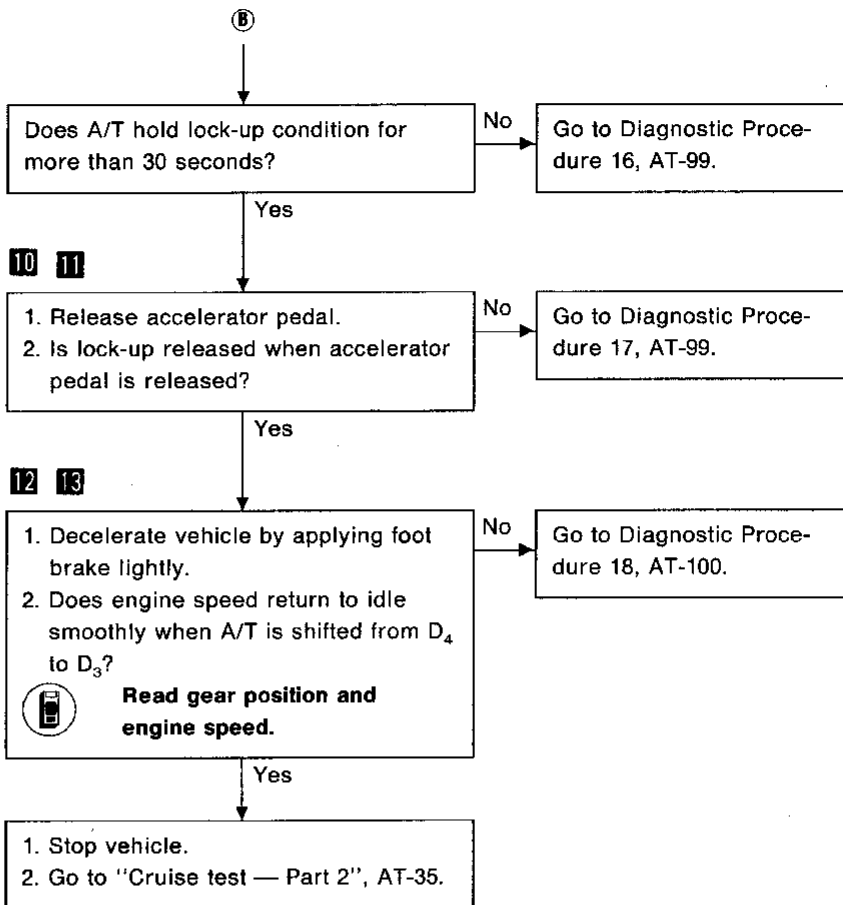 B
Does A/T hold lock-up condition for
more than 30 seconds?
No
Go to Diagnostic Proce-
dure 16, AT-99.
Yes
10 11
1. Release accelerator pedal.
2. Is lock-up released when accelerator
pedal is released?
No
Go to Diagnostic Proce-
dure 17, AT-99.
Yes
12 13
1. Decelerate vehicle by applying foot
brake lightly.
2. Does engine speed return to idle
smoothly when A/T is shifted from D₄
to D₃?
Read gear position and
engine speed.
No
Go to Diagnostic Proce-
dure 18, AT-100.
Yes
1. Stop vehicle.
2. Go to "Cruise test — Part 2", AT-35.